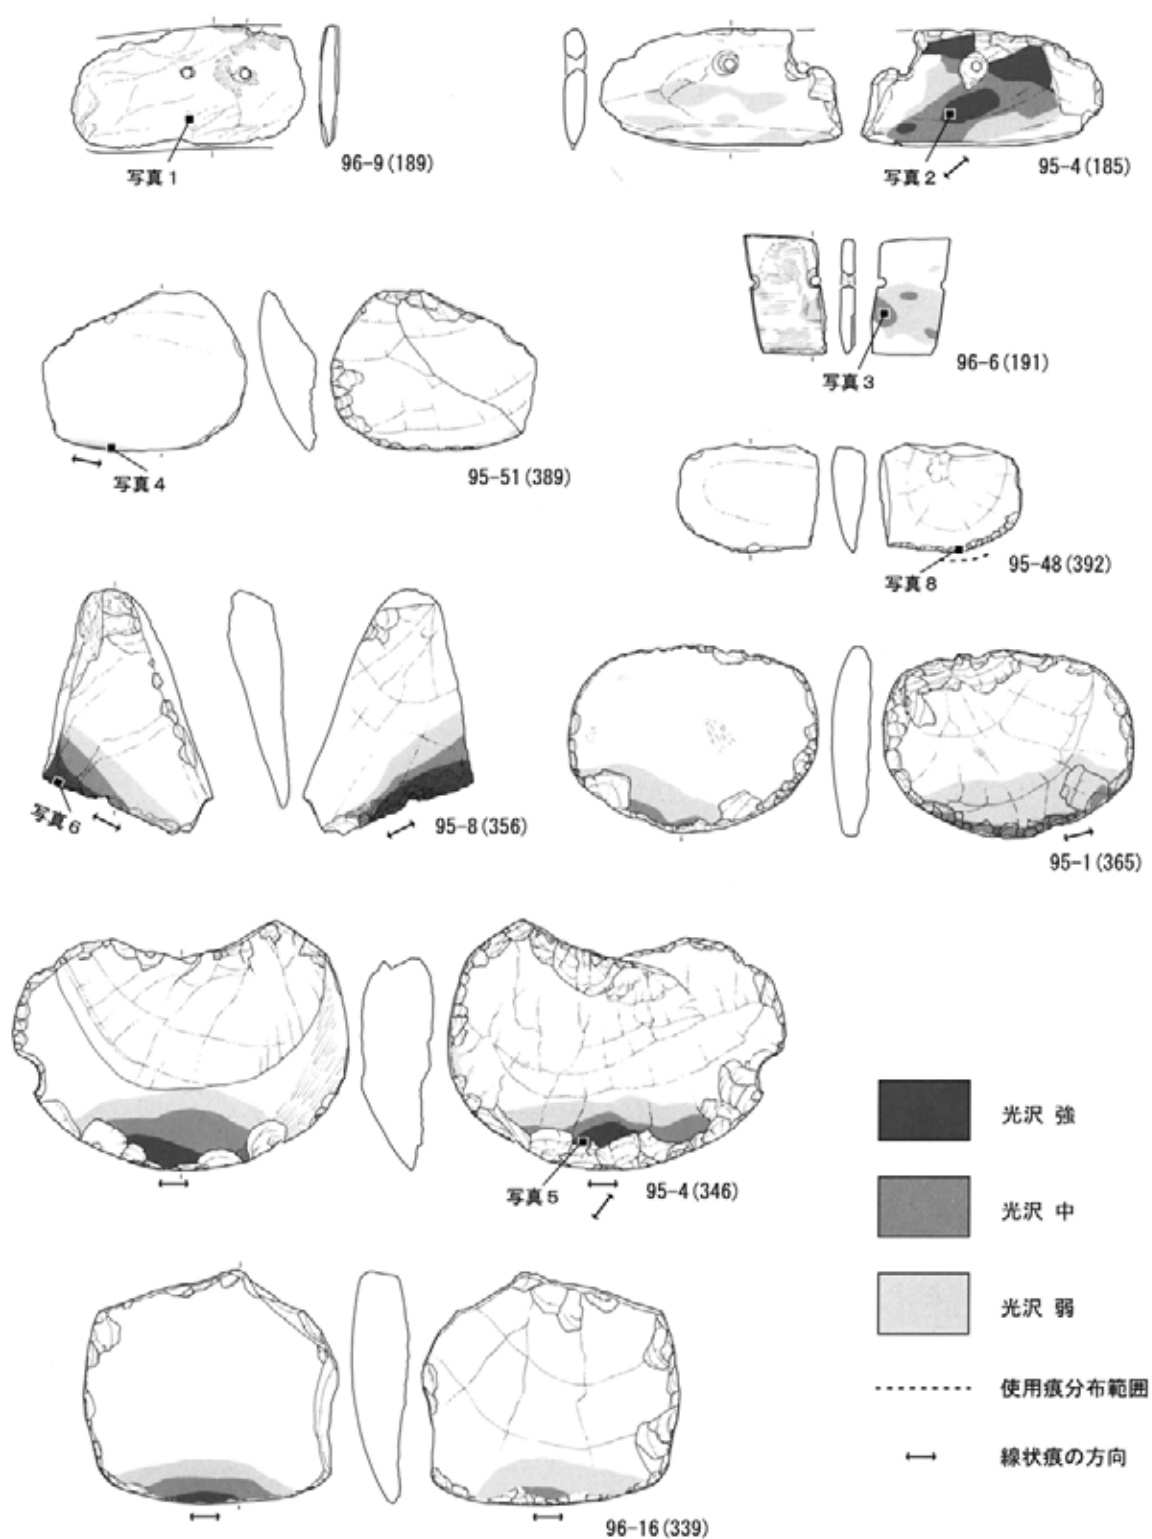 96-9(189)
写真1
95-4(185)
写真2
96-6(191)
写真3
95-51(389)
写真4
95-48(392)
写真8
95-8(356)
写真6
95-1(365)
95-4(346)
写真5
光沢 強
光沢 中
光沢 弱
使用痕分布範囲
線状痕の方向
96-16(339)